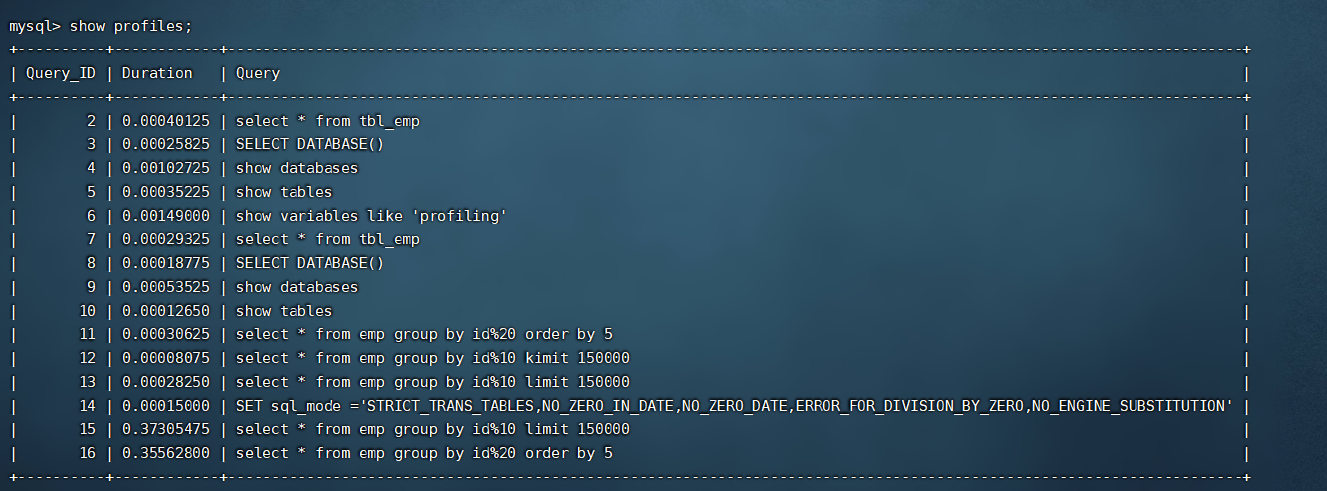 mysql> show profiles;
+----------+------------+---------------------------------------------------------------------------------------------------------------------+
| Query_ID | Duration   | Query                                                                                                               |
+----------+------------+---------------------------------------------------------------------------------------------------------------------+
|        2 | 0.00040125 | select * from tbl_emp                                                                                               |
|        3 | 0.00025825 | SELECT DATABASE()                                                                                                   |
|        4 | 0.00102725 | show databases                                                                                                      |
|        5 | 0.00035225 | show tables                                                                                                         |
|        6 | 0.00149000 | show variables like 'profiling'                                                                                     |
|        7 | 0.00029325 | select * from tbl_emp                                                                                               |
|        8 | 0.00018775 | SELECT DATABASE()                                                                                                   |
|        9 | 0.00053525 | show databases                                                                                                      |
|       10 | 0.00012650 | show tables                                                                                                         |
|       11 | 0.00030625 | select * from emp group by id%20 order by 5                                                                         |
|       12 | 0.00008075 | select * from emp group by id%10 kimit 150000                                                                       |
|       13 | 0.00028250 | select * from emp group by id%10 limit 150000                                                                       |
|       14 | 0.00015000 | SET sql_mode ='STRICT_TRANS_TABLES,NO_ZERO_IN_DATE,NO_ZERO_DATE,ERROR_FOR_DIVISION_BY_ZERO,NO_ENGINE_SUBSTITUTION' |
|       15 | 0.37305475 | select * from emp group by id%10 limit 150000                                                                       |
|       16 | 0.35562800 | select * from emp group by id%20 order by 5                                                                         |
+----------+------------+---------------------------------------------------------------------------------------------------------------------+